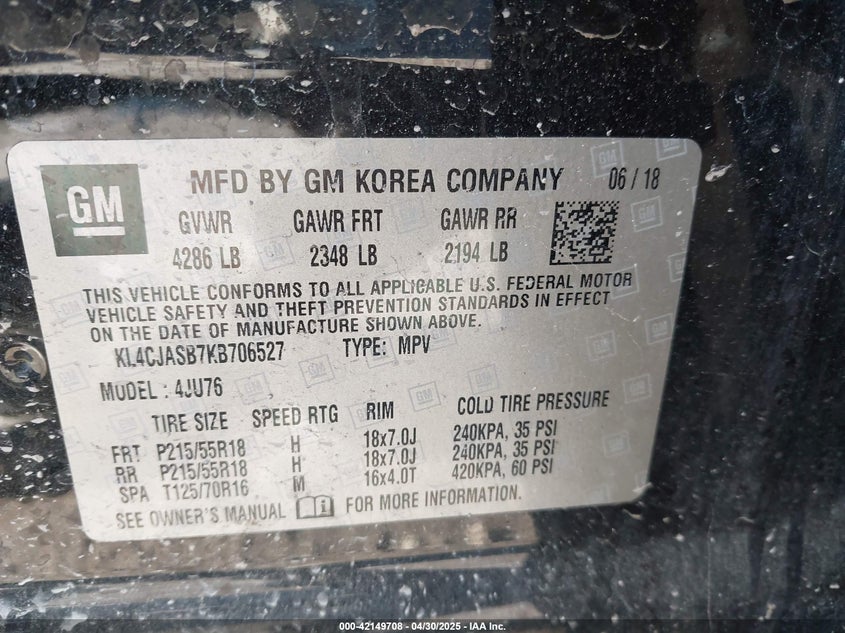 GM
MFD BY GM KOREA COMPANY 06 / 18
GVWR GAWR FRT GAWR RR
4286 LB 2348 LB 2194 LB
THIS VEHICLE CONFORMS TO ALL APPLICABLE U.S. FEDERAL MOTOR
VEHICLE SAFETY AND THEFT PREVENTION STANDARDS IN EFFECT
ON THE DATE OF MANUFACTURE SHOWN ABOVE.
KL4CJASB7KB706527 TYPE: MPV
MODEL : 4JU76
TIRE SIZE SPEED RTG RIM COLD TIRE PRESSURE
FRT P215/55R18 H 18x7.0J 240KPA, 35 PSI
RR P215/55R18 H 18x7.0J 240KPA, 35 PSI
SPA T125/70R16 M 16x4.0T 420KPA, 60 PSI
SEE OWNER'S MANUAL FOR MORE INFORMATION.
000-42149708 - 04/30/2025 - IAA Inc.